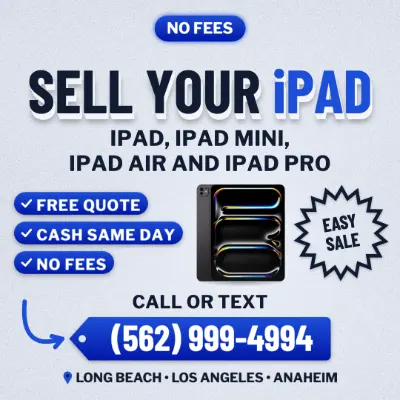 NO FEES
SELL YOUR iPAD
IPAD, IPAD MINI,
IPAD AIR AND IPAD PRO
FREE QUOTE
CASH SAME DAY
NO FEES
EASY
SALE
CALL OR TEXT
(562) 999-4994
LONG BEACH • LOS ANGELES • ANAHEIM